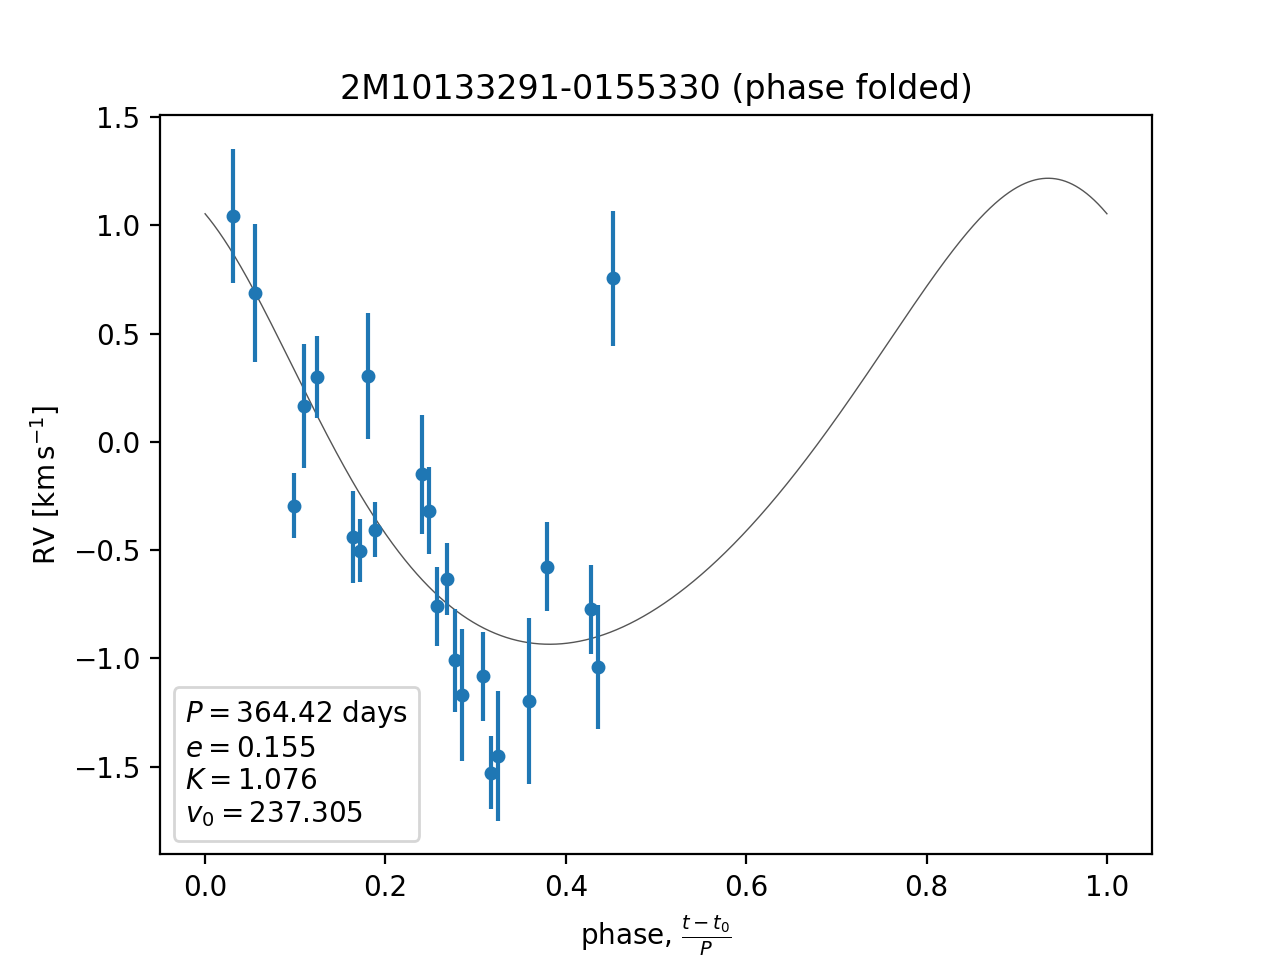 2M10133291-0155330 (phase folded)
1.5
1.0
0.5
0.0
−0.5
−1.0
−1.5
RV [km s⁻¹]
P = 364.42 days
e = 0.155
K = 1.076
v₀ = 237.305
0.0 0.2 0.4 0.6 0.8 1.0
phase, (t − t₀)/P